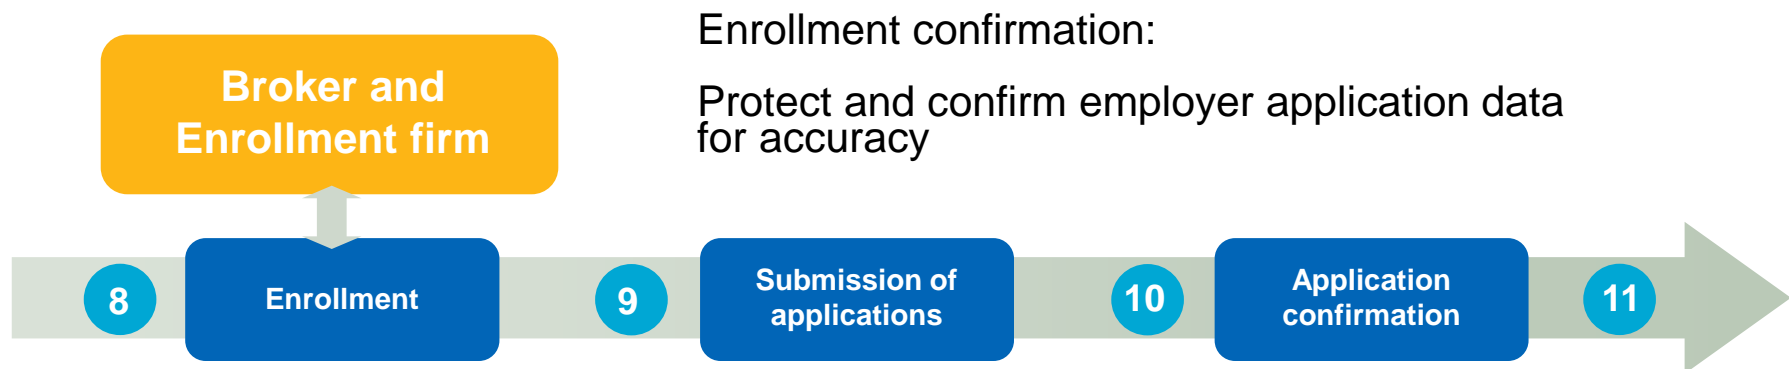 Broker and
Enrollment firm
Enrollment confirmation:
Protect and confirm employer application data
for accuracy
8
Enrollment
9
Submission of
applications
10
Application
confirmation
11